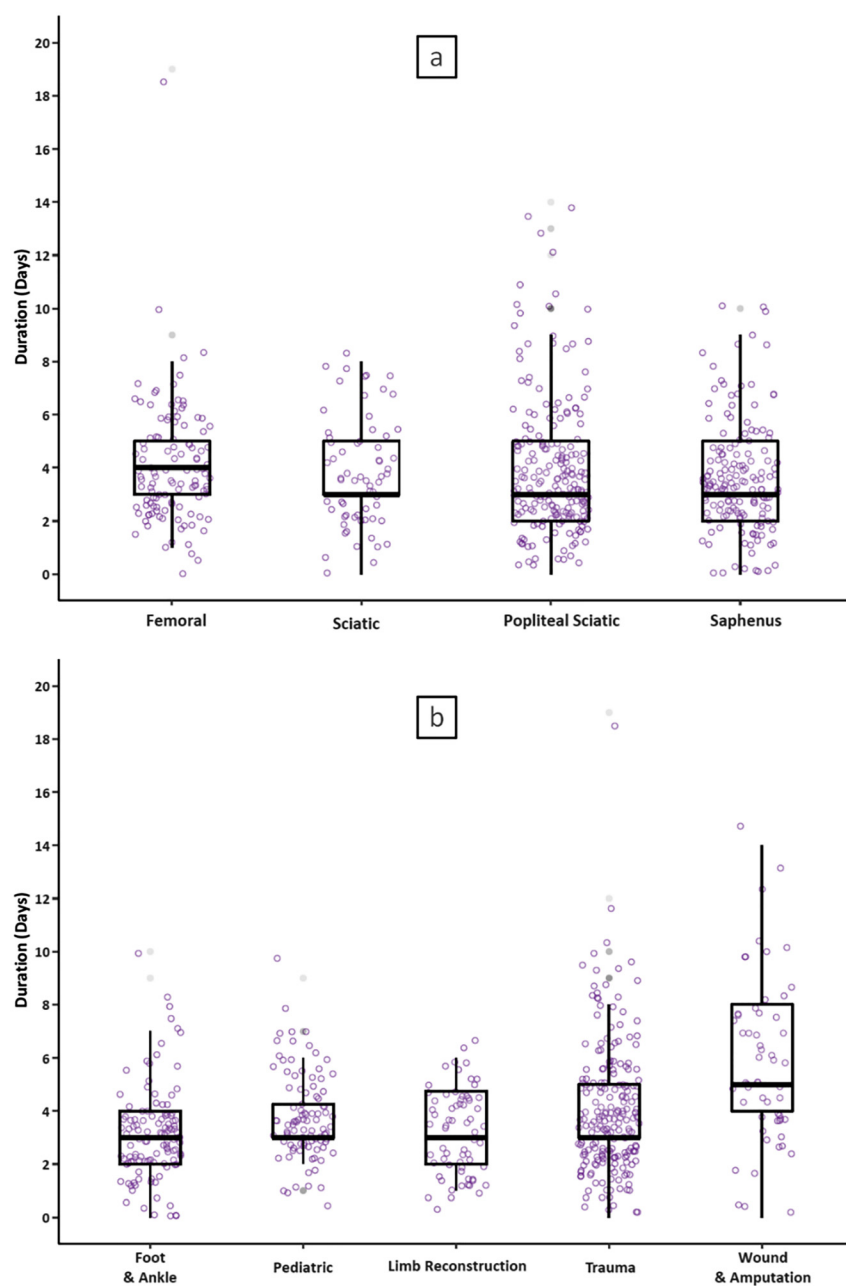 a
20
18
16
14
12
10
8
6
4
2
0
Duration (Days)
Femoral Sciatic Popliteal Sciatic Saphenus
b
20
18
16
14
12
10
8
6
4
2
0
Duration (Days)
Foot
& Ankle
Pediatric
Limb Reconstruction
Trauma
Wound
& Amputation